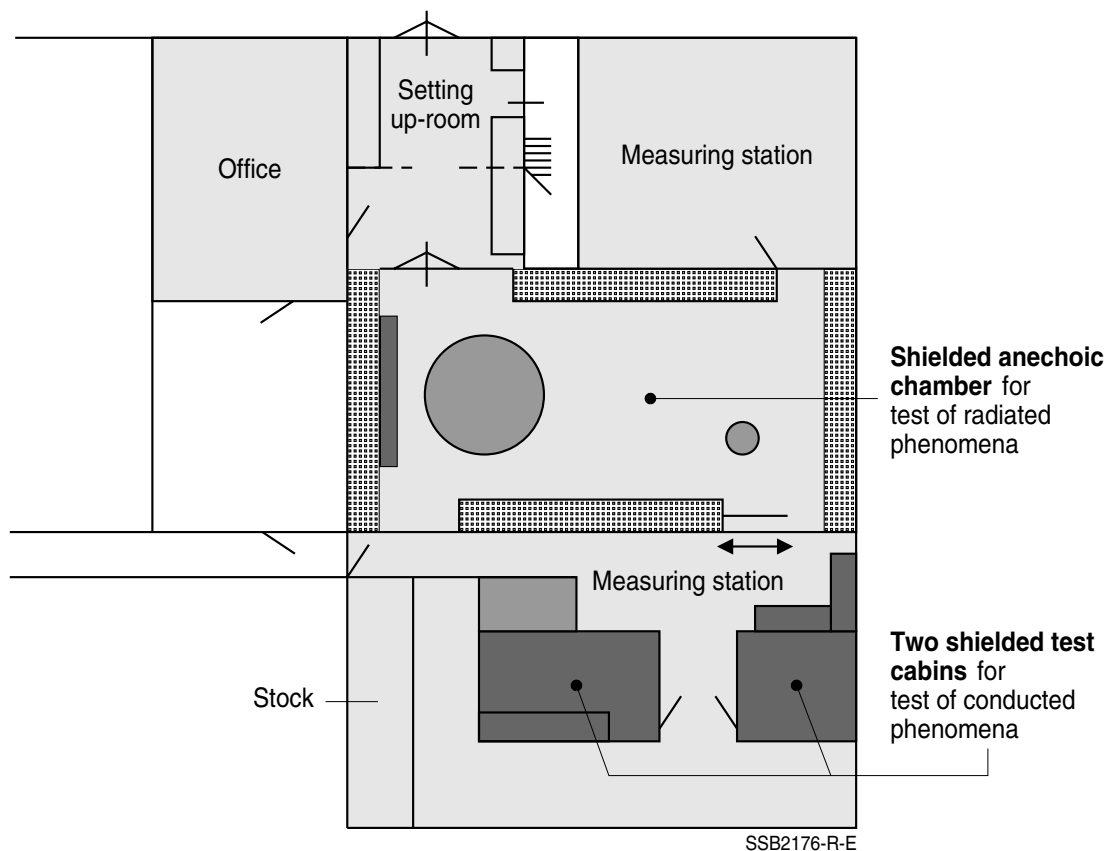 Setting
up-room
Office
Measuring station
Shielded anechoic
chamber for
test of radiated
phenomena
Measuring station
Two shielded test
cabins for
test of conducted
phenomena
Stock
SSB2176-R-E